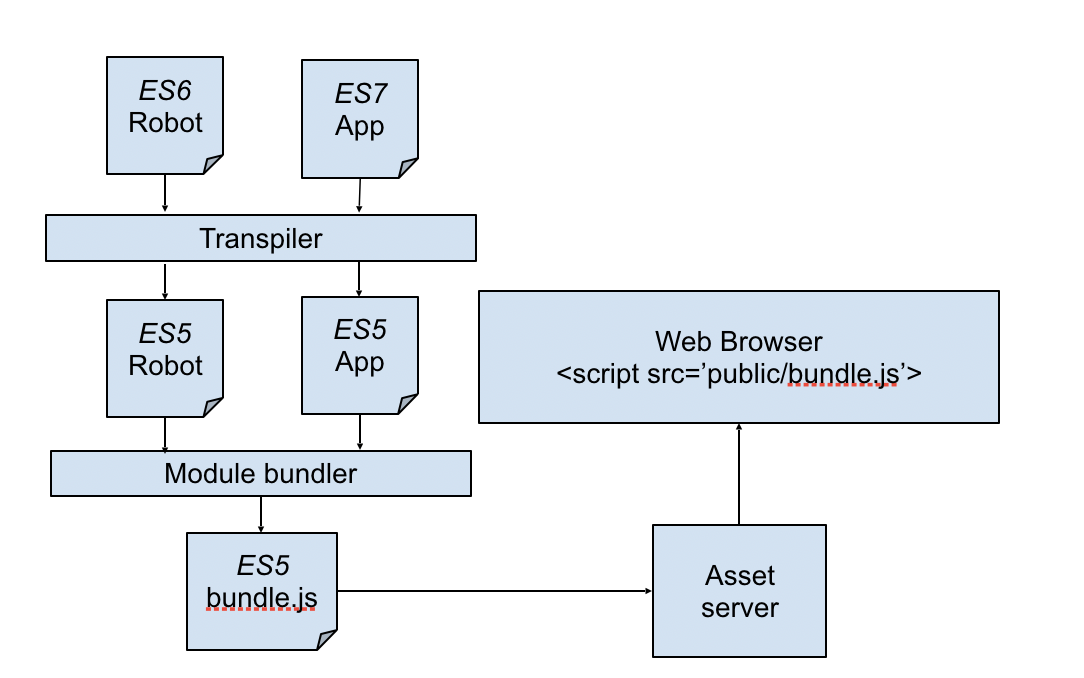 ES6
Robot
ES7
App
Transpiler
ES5
Robot
ES5
App
Web Browser
<script src=’public/bundle.js’>
Module bundler
ES5
bundle.js
Asset
server